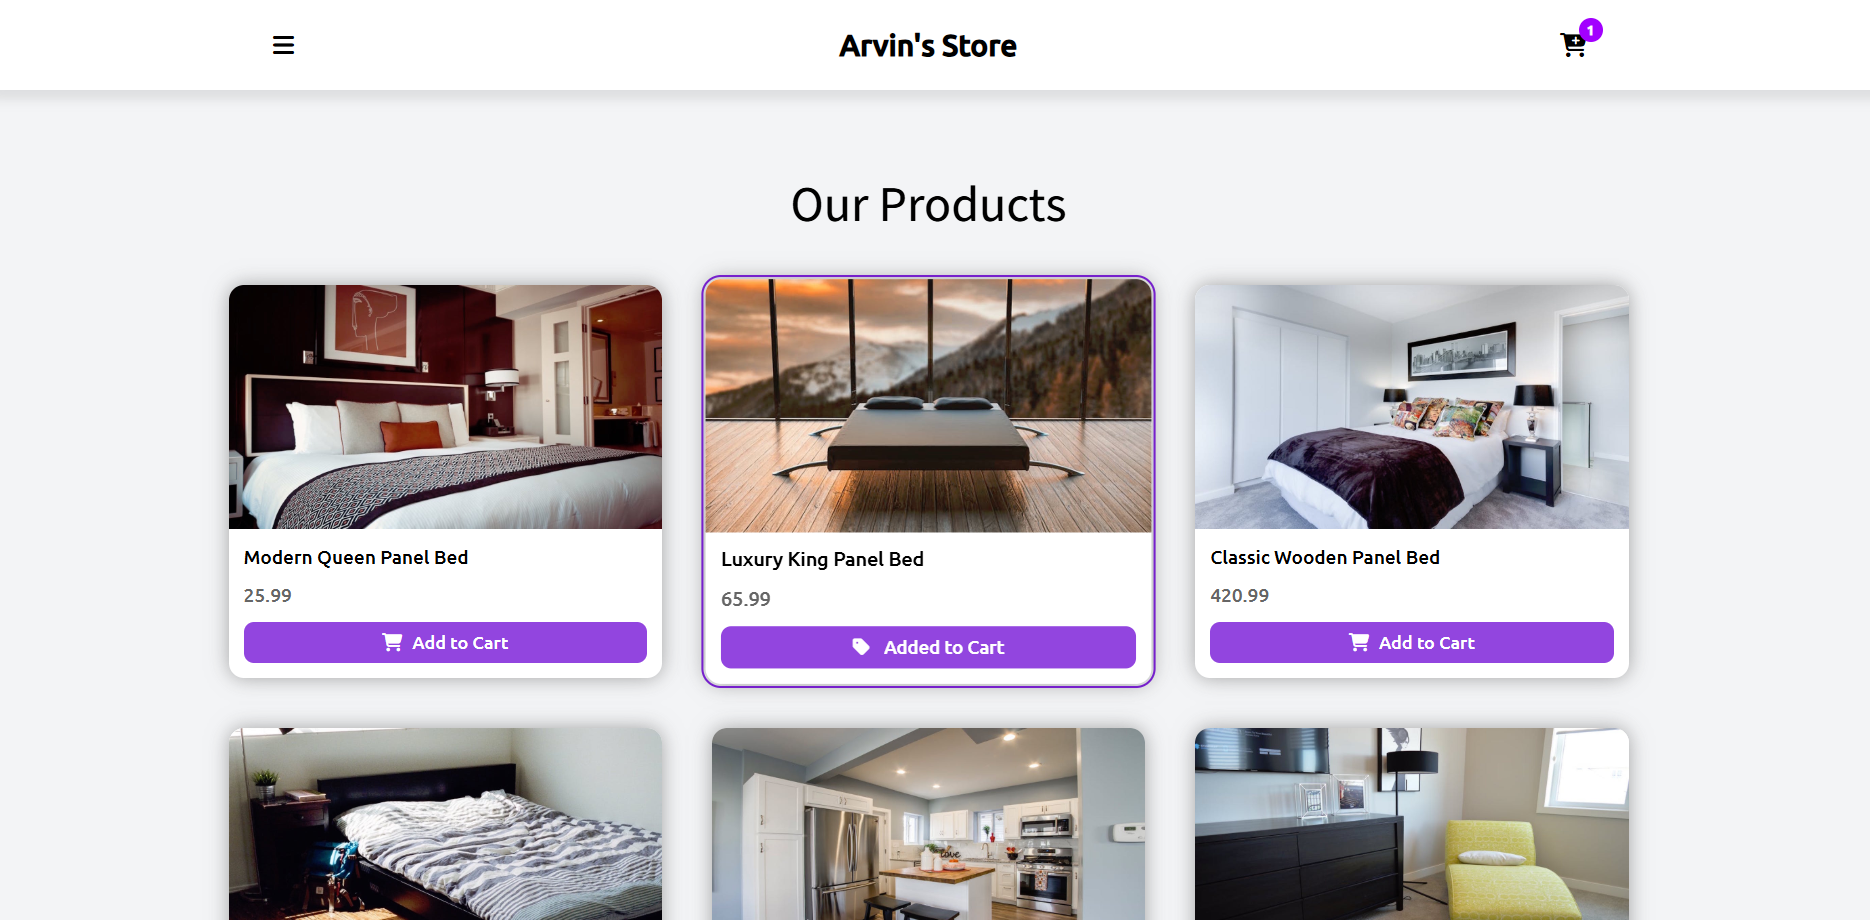 Arvin's Store
1
Our Products
Modern Queen Panel Bed
25.99
Add to Cart
Luxury King Panel Bed
65.99
Added to Cart
Classic Wooden Panel Bed
420.99
Add to Cart
love